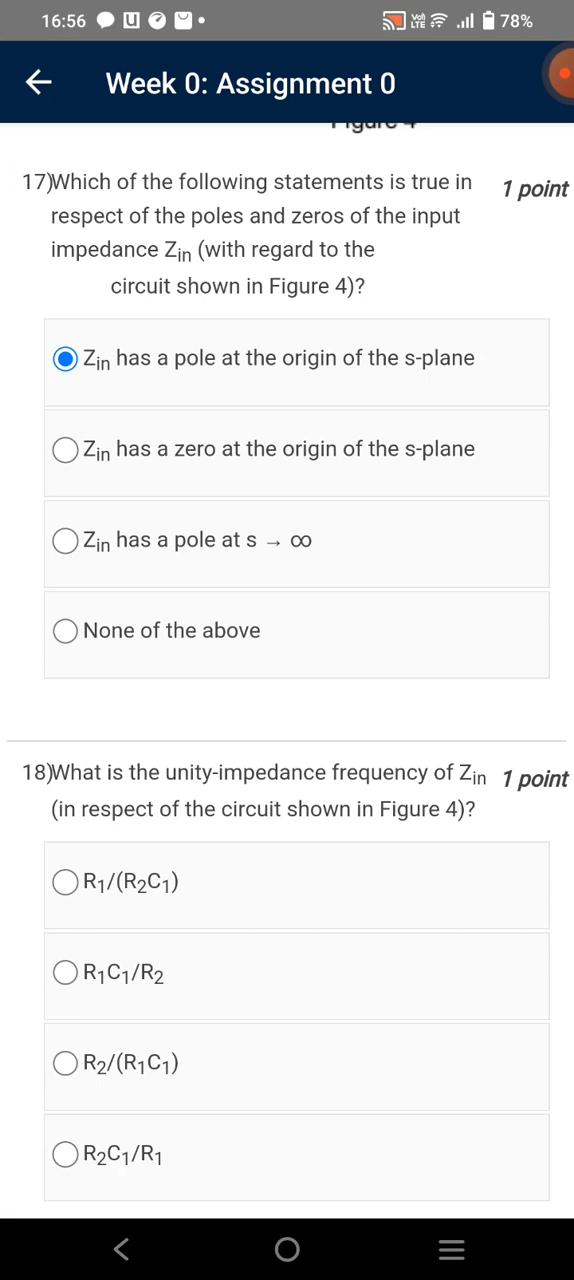 16:56 U Vo) LTE 78%
Week 0: Assignment 0
Figure 4
17)Which of the following statements is true in 1 point
respect of the poles and zeros of the input
impedance Zin (with regard to the
circuit shown in Figure 4)?
Zin has a pole at the origin of the s-plane
Zin has a zero at the origin of the s-plane
Zin has a pole at s → ∞
None of the above
18)What is the unity-impedance frequency of Zin 1 point
(in respect of the circuit shown in Figure 4)?
R1/(R2C1)
R1C1/R2
R2/(R1C1)
R2C1/R1